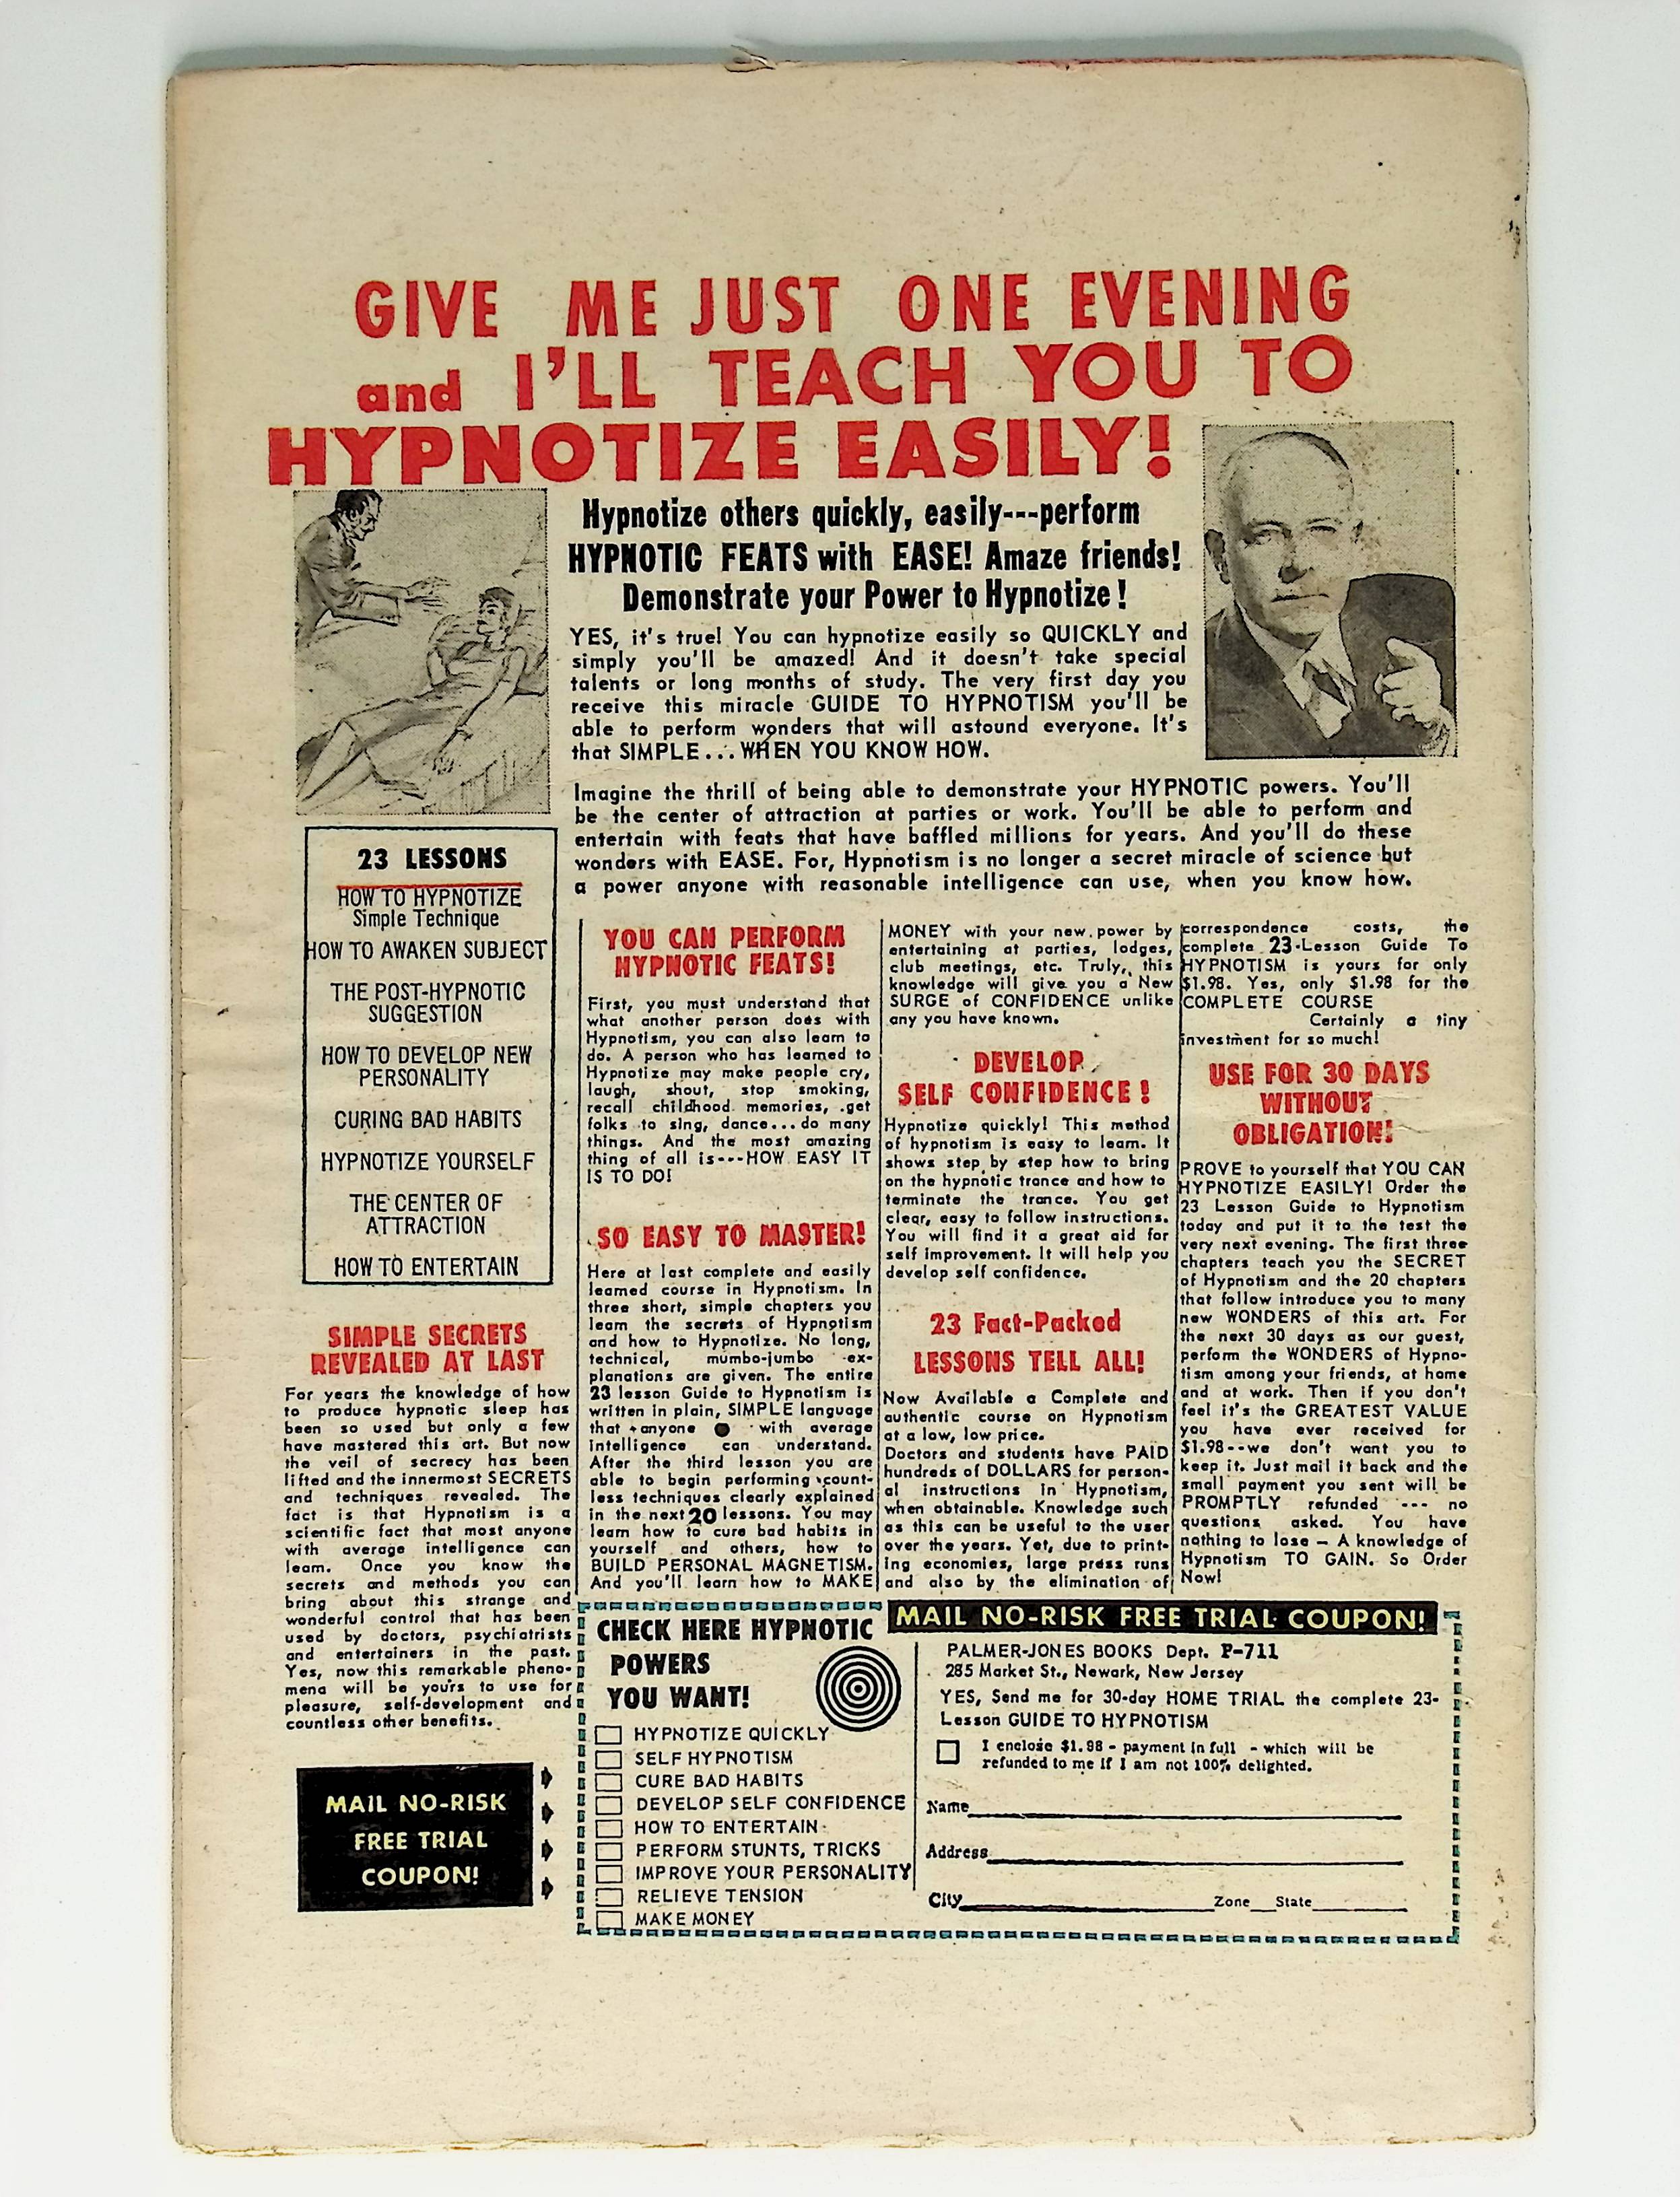 GIVE ME JUST ONE EVENING
and I'LL TEACH YOU TO
HYPNOTIZE EASILY!
Hypnotize others quickly, easily---perform
HYPNOTIC FEATS with EASE! Amaze friends!
Demonstrate your Power to Hypnotize!
YES, it's true! You can hypnotize easily so QUICKLY and
simply you'll be amazed! And it doesn't take special
talents or long months of study. The very first day you
receive this miracle GUIDE TO HYPNOTISM you'll be
able to perform wonders that will astound everyone. It's
that SIMPLE...WHEN YOU KNOW HOW.
Imagine the thrill of being able to demonstrate your HYPNOTIC powers. You'll
be the center of attraction at parties or work. You'll be able to perform and
entertain with feats that have baffled millions for years. And you'll do these
wonders with EASE. For, Hypnotism is no longer a secret miracle of science but
a power anyone with reasonable intelligence can use, when you know how.
23 LESSONS
HOW TO HYPNOTIZE
Simple Technique
HOW TO AWAKEN SUBJECT
THE POST-HYPNOTIC
SUGGESTION
HOW TO DEVELOP NEW
PERSONALITY
CURING BAD HABITS
HYPNOTIZE YOURSELF
THE CENTER OF
ATTRACTION
HOW TO ENTERTAIN
SIMPLE SECRETS
REVEALED AT LAST
For years the knowledge of how
to produce hypnotic sleep has
been so used but only a few
have mastered this art. But now
the veil of secrecy has been
lifted and the innermost SECRETS
and techniques revealed. The
fact is that Hypnotism is a
scientific fact that most anyone
with average intelligence can
learn. Once you know the
secrets and methods you can
bring about this strange and
wonderful control that has been
used by doctors, psychiatrists
and entertainers in the past.
Yes, now this remarkable pheno-
mena will be yours to use for
pleasure, self-development and
countless other benefits.
MAIL NO-RISK
FREE TRIAL
COUPON!
YOU CAN PERFORM
HYPNOTIC FEATS!
First, you must understand that
what another person does with
Hypnotism, you can also learn to
do. A person who has learned to
Hypnotize may make people cry,
laugh, shout, stop smoking,
recall childhood memories, get
folks to sing, dance...do many
things. And the most amazing
thing of all is---HOW EASY IT
IS TO DO!
SO EASY TO MASTER!
Here at last complete and easily
learned course in Hypnotism. In
three short, simple chapters you
learn the secrets of Hypnotism
and how to Hypnotize. No long,
technical, mumbo-jumbo ex-
planations are given. The entire
23 lesson Guide to Hypnotism is
written in plain, SIMPLE language
that anyone with average
intelligence can understand.
After the third lesson you are
able to begin performing count-
less techniques clearly explained
in the next 20 lessons. You may
learn how to cure bad habits in
yourself and others, how to
BUILD PERSONAL MAGNETISM.
And you'll learn how to MAKE
MONEY with your new power by
entertaining at parties, lodges,
club meetings, etc. Truly, this
knowledge will give you a New
SURGE of CONFIDENCE unlike
any you have known.
DEVELOP
SELF CONFIDENCE!
Hypnotize quickly! This method
of hypnotism is easy to learn. It
shows step by step how to bring
on the hypnotic trance and how to
terminate the trance. You get
clear, easy to follow instructions.
You will find it a great aid for
self improvement. It will help you
develop self confidence.
23 Fact-Packed
LESSONS TELL ALL!
Now Available a Complete and
authentic course on Hypnotism
at a low, low price.
Doctors and students have PAID
hundreds of DOLLARS for person-
al instructions in Hypnotism,
when obtainable. Knowledge such
as this can be useful to the user
over the years. Yet, due to print-
ing economies, large press runs
and also by the elimination of
correspondence costs, the
complete 23-Lesson Guide To
HYPNOTISM is yours for only
$1.98. Yes, only $1.98 for the
COMPLETE COURSE
Certainly a tiny
investment for so much!
USE FOR 30 DAYS
WITHOUT
OBLIGATION!
PROVE to yourself that YOU CAN
HYPNOTIZE EASILY! Order the
23 Lesson Guide to Hypnotism
today and put it to the test the
very next evening. The first three
chapters teach you the SECRET
of Hypnotism and the 20 chapters
that follow introduce you to many
new WONDERS of this art. For
the next 30 days as our guest,
perform the WONDERS of Hypno-
tism among your friends, at home
and at work. Then if you don't
feel it's the GREATEST VALUE
you have ever received for
$1.98--we don't want you to
keep it. Just mail it back and the
small payment you sent will be
PROMPTLY refunded --- no
questions asked. You have
nothing to lose — A knowledge of
Hypnotism TO GAIN. So Order
Now!
CHECK HERE HYPNOTIC
POWERS
YOU WANT!
HYPNOTIZE QUICKLY
SELF HYPNOTISM
CURE BAD HABITS
DEVELOP SELF CONFIDENCE
HOW TO ENTERTAIN
PERFORM STUNTS, TRICKS
IMPROVE YOUR PERSONALITY
RELIEVE TENSION
MAKE MONEY
MAIL NO-RISK FREE TRIAL COUPON!
PALMER-JONES BOOKS Dept. P-711
285 Market St., Newark, New Jersey
YES, Send me for 30-day HOME TRIAL the complete 23-
Lesson GUIDE TO HYPNOTISM
I enclose $1.98 - payment in full - which will be
refunded to me if I am not 100% delighted.
Name
Address
City Zone State